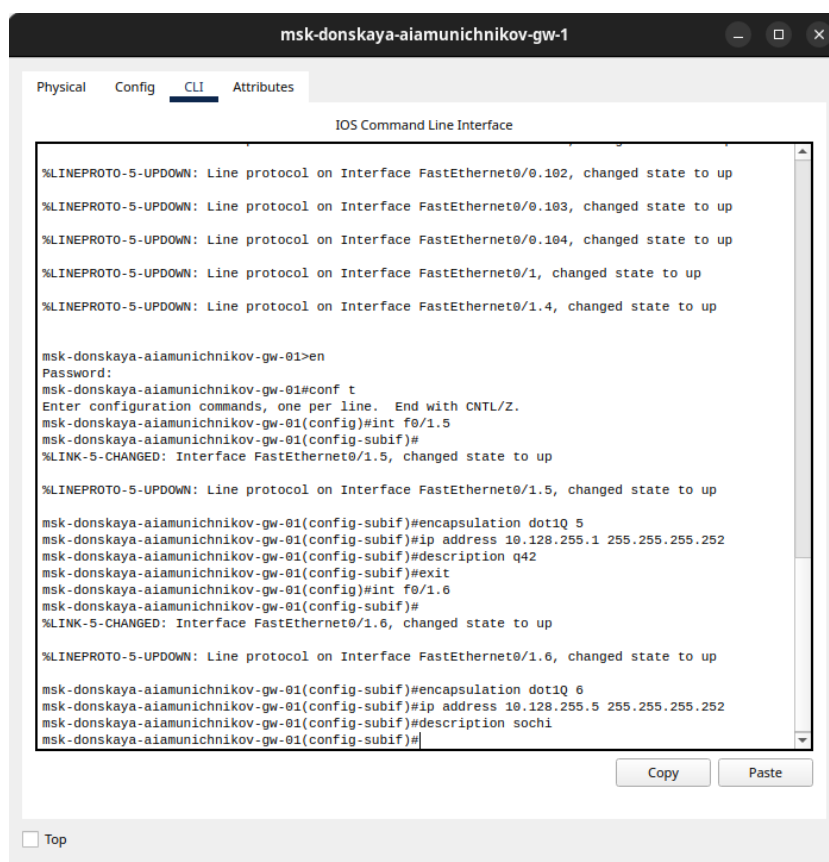 msk-donskaya-aiamunichnikov-gw-1
Physical Config CLI Attributes
IOS Command Line Interface
%LINEPROTO-5-UPDOWN: Line protocol on Interface FastEthernet0/0.102, changed state to up
%LINEPROTO-5-UPDOWN: Line protocol on Interface FastEthernet0/0.103, changed state to up
%LINEPROTO-5-UPDOWN: Line protocol on Interface FastEthernet0/0.104, changed state to up
%LINEPROTO-5-UPDOWN: Line protocol on Interface FastEthernet0/1, changed state to up
%LINEPROTO-5-UPDOWN: Line protocol on Interface FastEthernet0/1.4, changed state to up
msk-donskaya-aiamunichnikov-gw-01>en
Password:
msk-donskaya-aiamunichnikov-gw-01#conf t
Enter configuration commands, one per line.  End with CNTL/Z.
msk-donskaya-aiamunichnikov-gw-01(config)#int f0/1.5
msk-donskaya-aiamunichnikov-gw-01(config-subif)#
%LINK-5-CHANGED: Interface FastEthernet0/1.5, changed state to up
%LINEPROTO-5-UPDOWN: Line protocol on Interface FastEthernet0/1.5, changed state to up
msk-donskaya-aiamunichnikov-gw-01(config-subif)#encapsulation dot1Q 5
msk-donskaya-aiamunichnikov-gw-01(config-subif)#ip address 10.128.255.1 255.255.255.252
msk-donskaya-aiamunichnikov-gw-01(config-subif)#description q42
msk-donskaya-aiamunichnikov-gw-01(config-subif)#exit
msk-donskaya-aiamunichnikov-gw-01(config)#int f0/1.6
msk-donskaya-aiamunichnikov-gw-01(config-subif)#
%LINK-5-CHANGED: Interface FastEthernet0/1.6, changed state to up
%LINEPROTO-5-UPDOWN: Line protocol on Interface FastEthernet0/1.6, changed state to up
msk-donskaya-aiamunichnikov-gw-01(config-subif)#encapsulation dot1Q 6
msk-donskaya-aiamunichnikov-gw-01(config-subif)#ip address 10.128.255.5 255.255.255.252
msk-donskaya-aiamunichnikov-gw-01(config-subif)#description sochi
msk-donskaya-aiamunichnikov-gw-01(config-subif)#
Copy Paste
Top